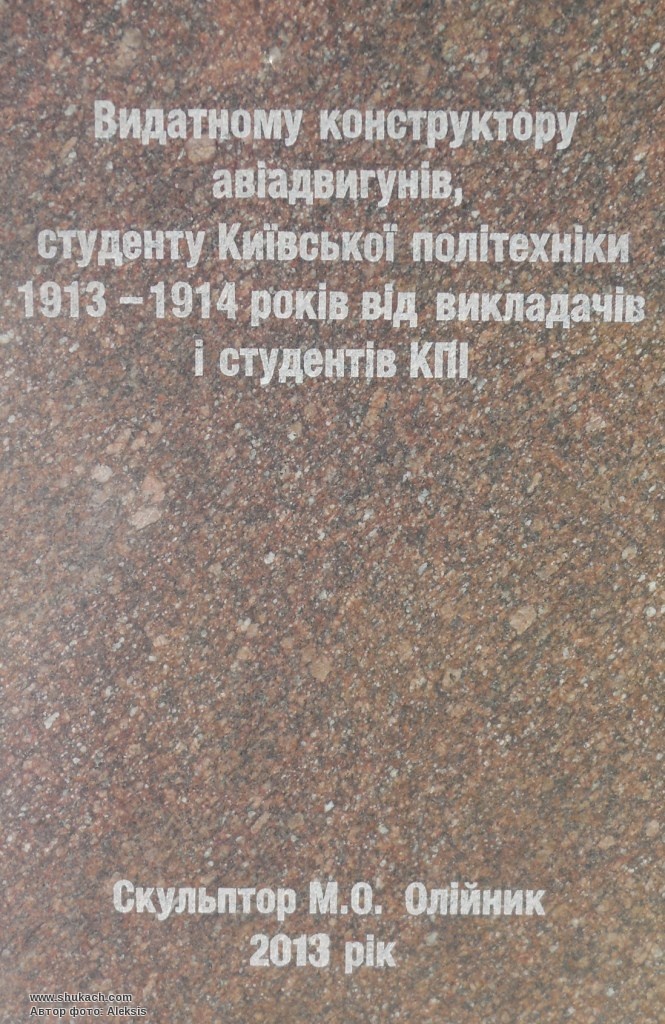 Видатному конструктору
авіадвигунів,
студенту Київської політехніки
1913 – 1914 років від викладачів
і студентів КПІ
Скульптор М.О. Олійник
2013 рік
www.shukach.com
Автор фото: Aleksis